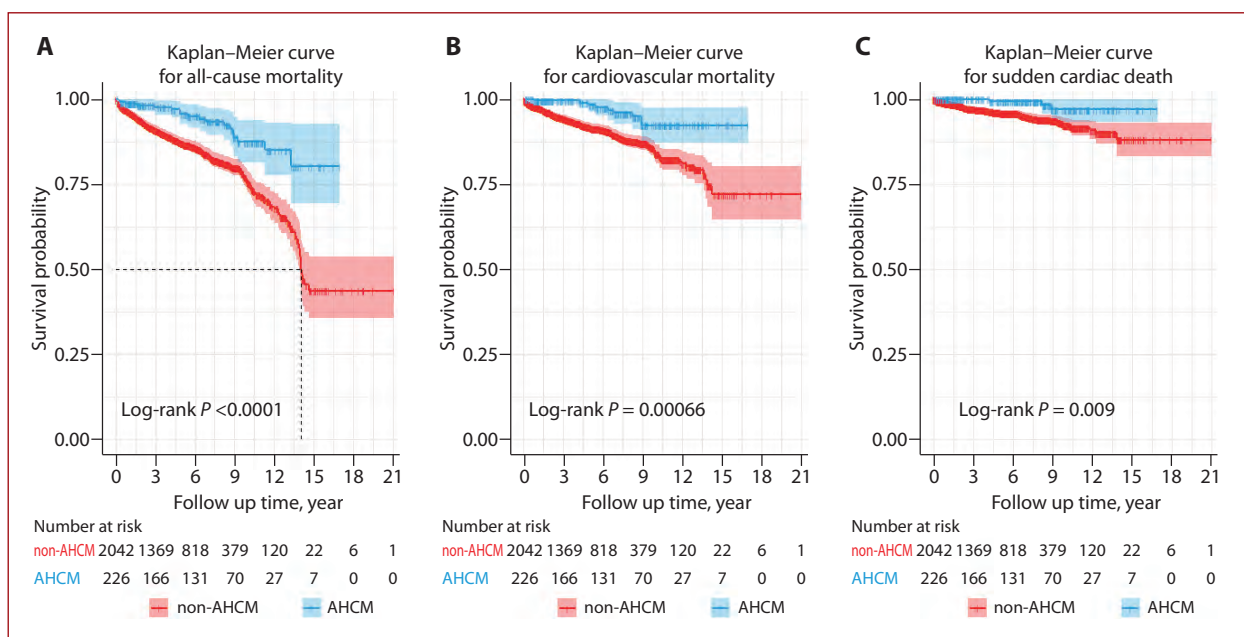 A
Kaplan–Meier curve
for all-cause mortality
Survival probability
1.00
0.75
0.50
0.25
0.00
Log-rank P <0.0001
0 3 6 9 12 15 18 21
Follow up time, year
Number at risk
non-AHCM 2042 1369 818 379 120 22 6 1
AHCM 226 166 131 70 27 7 0 0
non-AHCM AHCM
B
Kaplan–Meier curve
for cardiovascular mortality
Survival probability
1.00
0.75
0.50
0.25
0.00
Log-rank P = 0.00066
0 3 6 9 12 15 18 21
Follow up time, year
Number at risk
non-AHCM 2042 1369 818 379 120 22 6 1
AHCM 226 166 131 70 27 7 0 0
non-AHCM AHCM
C
Kaplan–Meier curve
for sudden cardiac death
Survival probability
1.00
0.75
0.50
0.25
0.00
Log-rank P = 0.009
0 3 6 9 12 15 18 21
Follow up time, year
Number at risk
non-AHCM 2042 1369 818 379 120 22 6 1
AHCM 226 166 131 70 27 7 0 0
non-AHCM AHCM